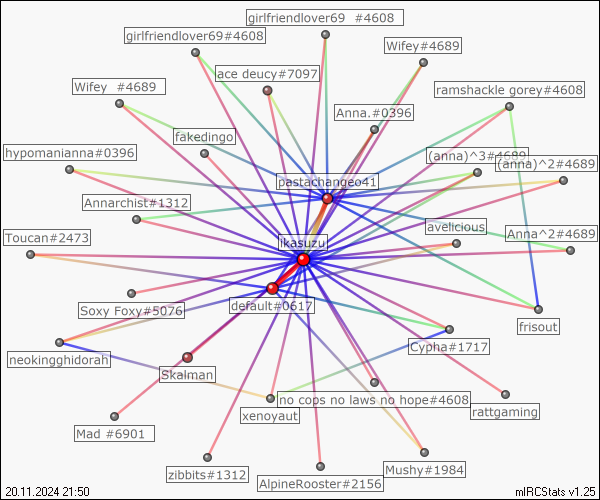 girlfriendlover69 #4608
girlfriendlover69#4608
Wifey#4689
ace deucy#7097
Wifey #4689
ramshackle gorey#4608
Anna.#0396
fakedingo
hypomanianna#0396
(anna)^3#4689
(anna)^2#4689
pastachangeo41
Annarchist#1312
avelicious
Anna^2#4689
Toucan#2473
ikasuzu
Soxy Foxy#5076
default#0617
frisout
Cypha#1717
neokingghidorah
Skalman
no cops no laws no hope#4608
rattgaming
xenoyaut
Mad #6901
zibbits#1312
Mushy#1984
AlpineRooster#2156
20.11.2024 21:50
mIRCStats v1.25